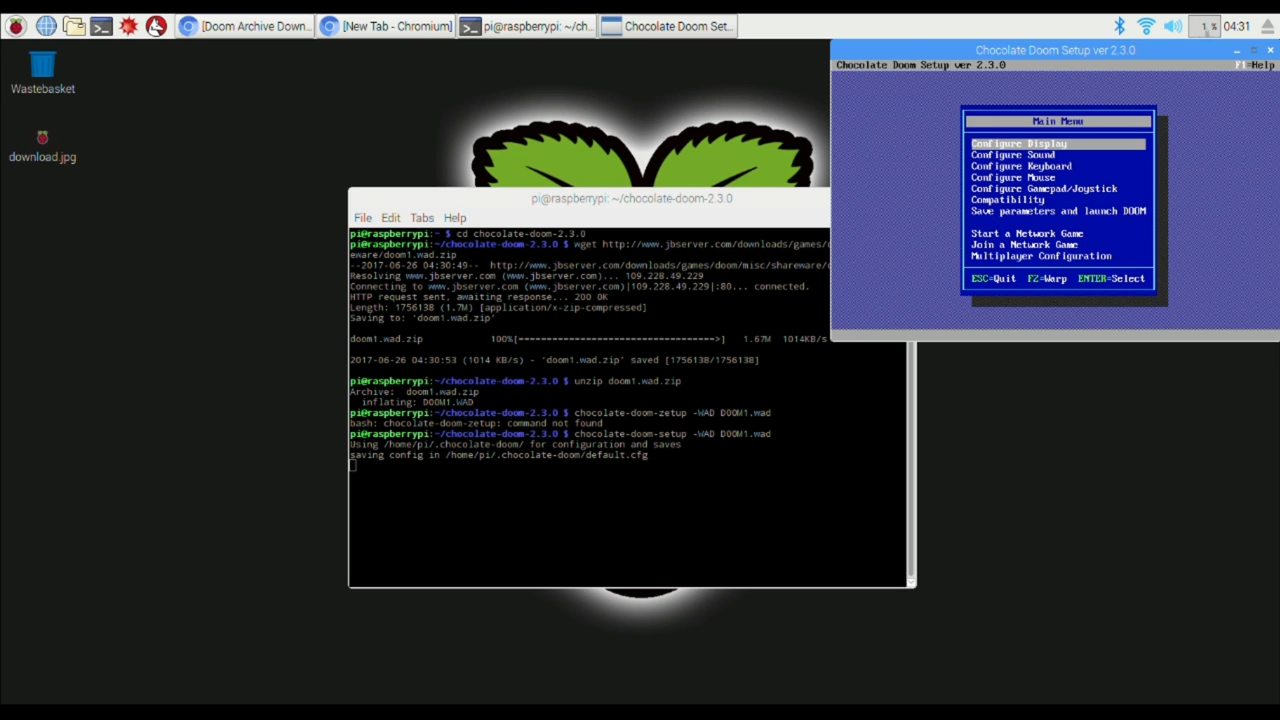 [Doom Archive Down...
[New Tab - Chromium]
pi@raspberrypi: ~/ch...
Chocolate Doom Set...
1 %
04:31
Wastebasket
download.jpg
Chocolate Doom Setup ver 2.3.0
Chocolate Doom Setup ver 2.3.0
F1=Help
Main Menu
Configure Display
Configure Sound
Configure Keyboard
Configure Mouse
Configure Gamepad/Joystick
Compatibility
Save parameters and launch DOOM
Start a Network Game
Join a Network Game
Multiplayer Configuration
ESC=Quit F2=Warp ENTER=Select
pi@raspberrypi: ~/chocolate-doom-2.3.0
File Edit Tabs Help
pi@raspberrypi:~ $ cd chocolate-doom-2.3.0
pi@raspberrypi:~/chocolate-doom-2.3.0 $ wget http://www.jbserver.com/downloads/games/
eware/doom1.wad.zip
--2017-06-26 04:30:49-- http://www.jbserver.com/downloads/games/doom/misc/shareware/
Resolving www.jbserver.com (www.jbserver.com)... 109.228.49.229
Connecting to www.jbserver.com (www.jbserver.com)|109.228.49.229|:80... connected.
HTTP request sent, awaiting response... 200 OK
Length: 1756138 (1.7M) [application/x-zip-compressed]
Saving to: 'doom1.wad.zip'
doom1.wad.zip 100%[=====================================>] 1.67M 1014KB/s
2017-06-26 04:30:53 (1014 KB/s) - 'doom1.wad.zip' saved [1756138/1756138]
pi@raspberrypi:~/chocolate-doom-2.3.0 $ unzip doom1.wad.zip
Archive: doom1.wad.zip
inflating: DOOM1.WAD
pi@raspberrypi:~/chocolate-doom-2.3.0 $ chocolate-doom-zetup -WAD DOOM1.wad
bash: chocolate-doom-zetup: command not found
pi@raspberrypi:~/chocolate-doom-2.3.0 $ chocolate-doom-setup -WAD DOOM1.wad
Using /home/pi/.chocolate-doom/ for configuration and saves
saving config in /home/pi/.chocolate-doom/default.cfg